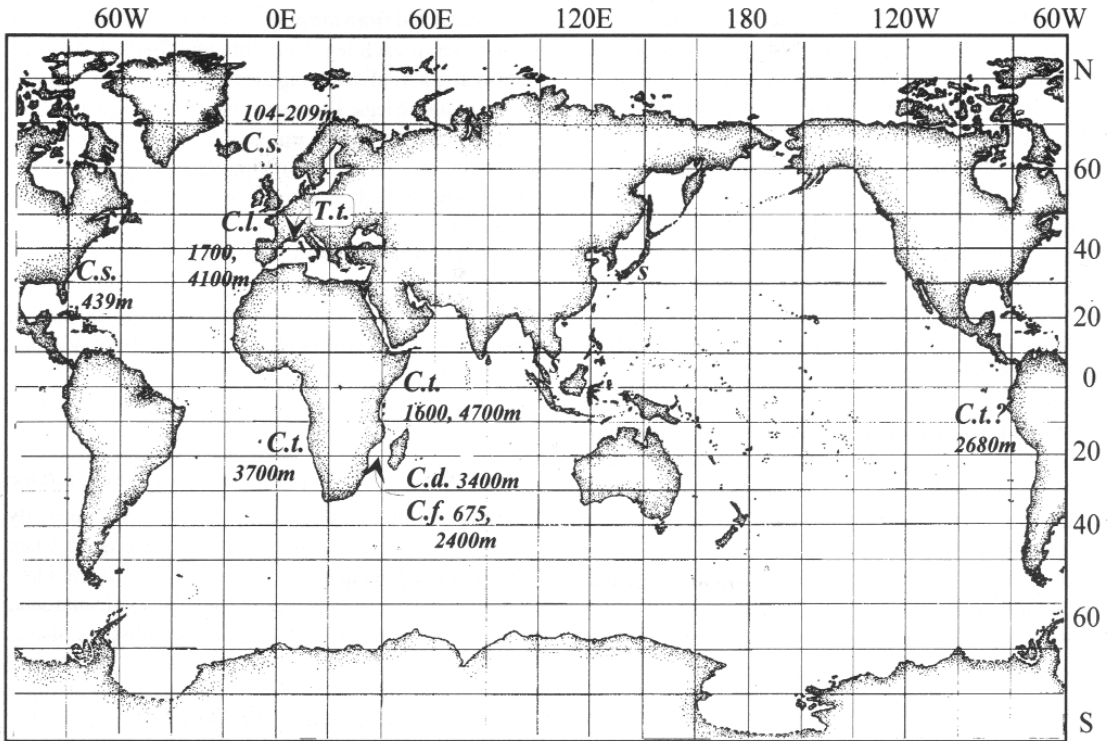 60W 0E 60E 120E 180 120W 60W
N
104-209m
C.s.
60
T.t.
C.l.
1700,
4100m
40
C.s.
439m
s
20
s
C.t.
1600, 4700m
0
C.t.?
2680m
C.t.
3700m
20
C.d. 3400m
C.f. 675,
2400m
40
60
S